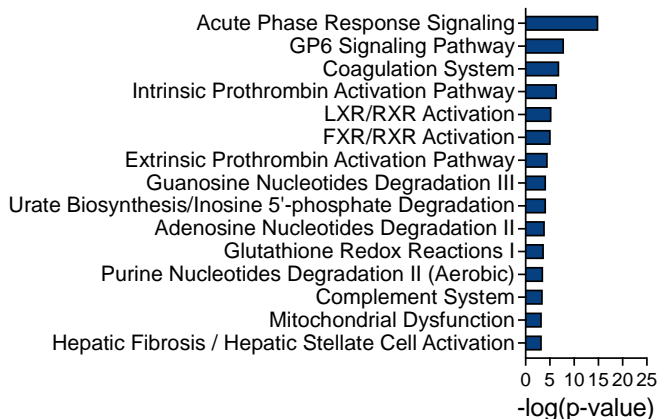 Acute Phase Response Signaling
GP6 Signaling Pathway
Coagulation System
Intrinsic Prothrombin Activation Pathway
LXR/RXR Activation
FXR/RXR Activation
Extrinsic Prothrombin Activation Pathway
Guanosine Nucleotides Degradation III
Urate Biosynthesis/Inosine 5'-phosphate Degradation
Adenosine Nucleotides Degradation II
Glutathione Redox Reactions I
Purine Nucleotides Degradation II (Aerobic)
Complement System
Mitochondrial Dysfunction
Hepatic Fibrosis / Hepatic Stellate Cell Activation
0 5 10 15 20 25
-log(p-value)